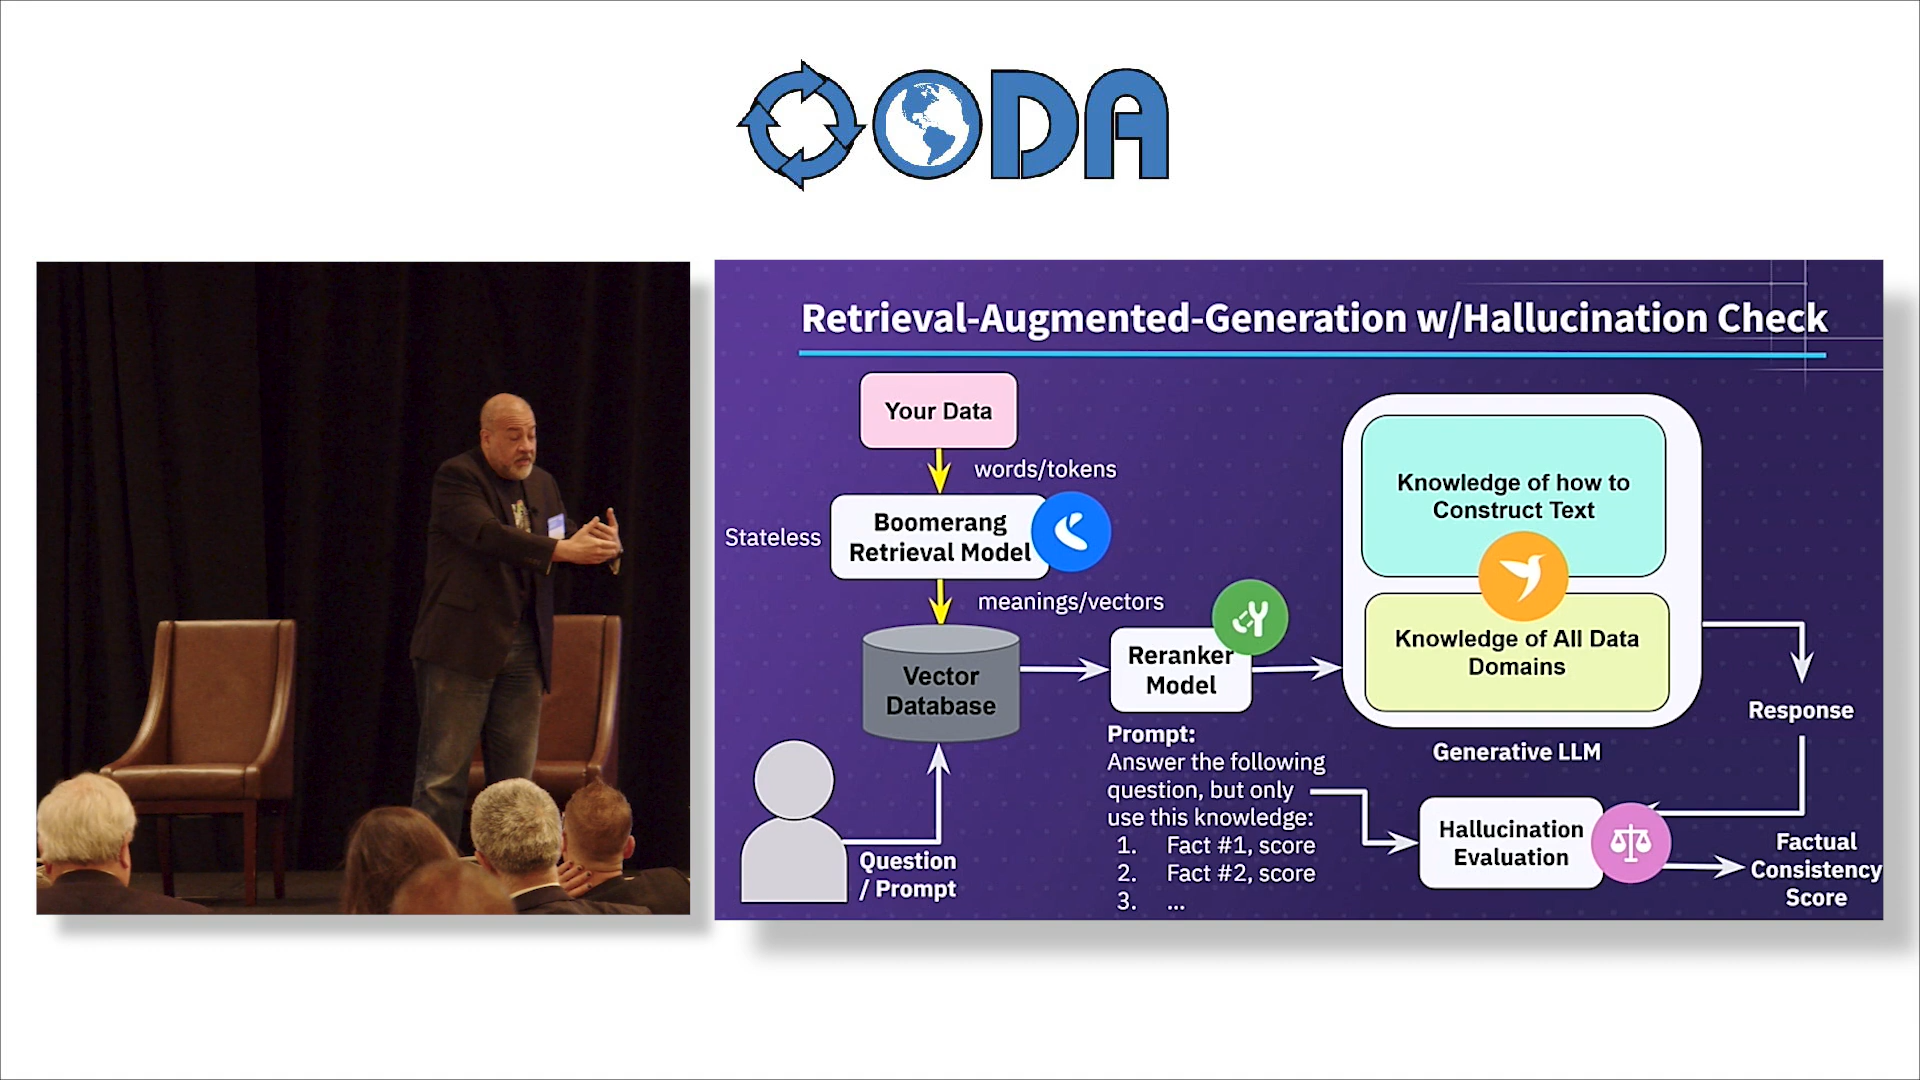 OODA
Retrieval-Augmented-Generation w/Hallucination Check
Your Data
words/tokens
Stateless
Boomerang
Retrieval Model
meanings/vectors
Vector
Database
Reranker
Model
Knowledge of how to
Construct Text
Knowledge of All Data
Domains
Generative LLM
Response
Question
/ Prompt
Prompt:
Answer the following
question, but only
use this knowledge:
1. Fact #1, score
2. Fact #2, score
3. ...
Hallucination
Evaluation
Factual
Consistency
Score